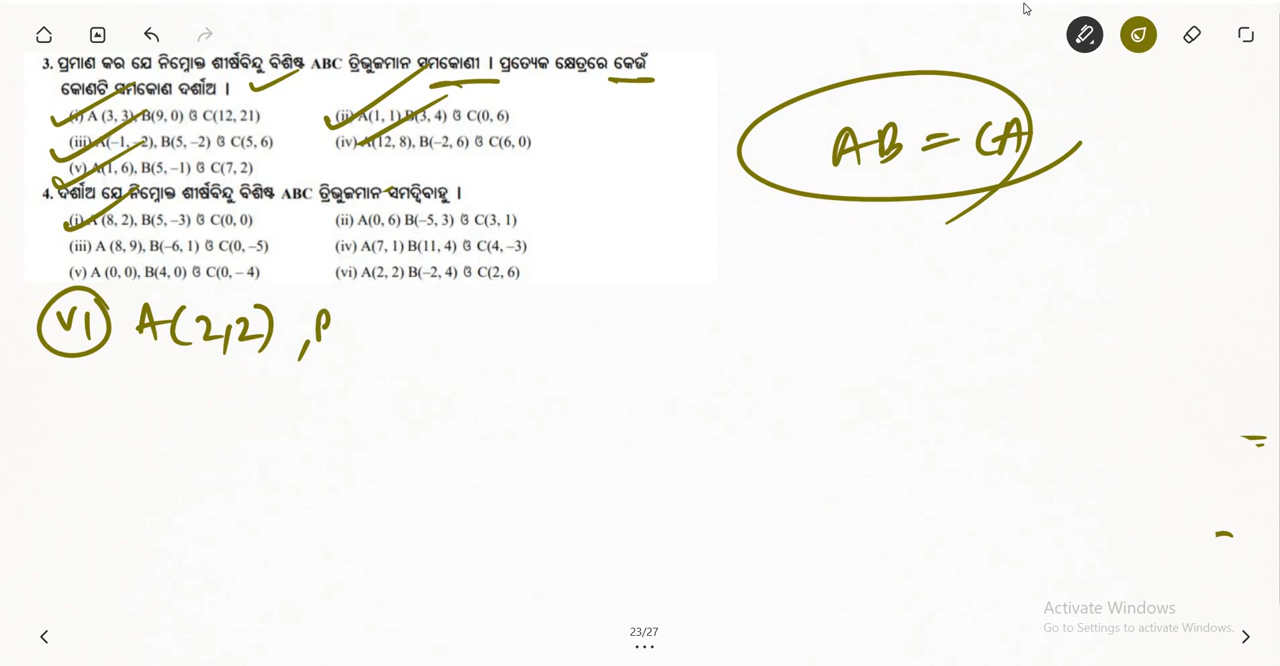 3. ପ୍ରମାଣ କର ଯେ ନିମ୍ନୋକ୍ତ ଶୀର୍ଷବିନ୍ଦୁ ବିଶିଷ୍ଟ ABC ତ୍ରିଭୁଜମାନ ସମକୋଣୀ । ପ୍ରତ୍ୟେକ କ୍ଷେତ୍ରରେ କେଉଁ
କୋଣଟି ସମକୋଣ ଦର୍ଶାଅ ।
(i) A (3, 3), B(9, 0) ଓ C(12, 21) (ii) A(1, 1) B(3, 4) ଓ C(0, 6)
(iii) A(–1, –2), B(5, –2) ଓ C(5, 6) (iv) A(12, 8), B(–2, 6) ଓ C(6, 0)
(v) A(1, 6), B(5, –1) ଓ C(7, 2)
4. ଦର୍ଶାଅ ଯେ ନିମ୍ନୋକ୍ତ ଶୀର୍ଷବିନ୍ଦୁ ବିଶିଷ୍ଟ ABC ତ୍ରିଭୁଜମାନ ସମଦ୍ୱିବାହୁ ।
(i) A (8, 2), B(5, –3) ଓ C(0, 0) (ii) A(0, 6) B(–5, 3) ଓ C(3, 1)
(iii) A (8, 9), B(–6, 1) ଓ C(0, –5) (iv) A(7, 1) B(11, 4) ଓ C(4, –3)
(v) A (0, 0), B(4, 0) ଓ C(0, – 4) (vi) A(2, 2) B(–2, 4) ଓ C(2, 6)
AB = CA
VI A(2,2) ,
Activate Windows
Go to Settings to activate Windows.
23/27